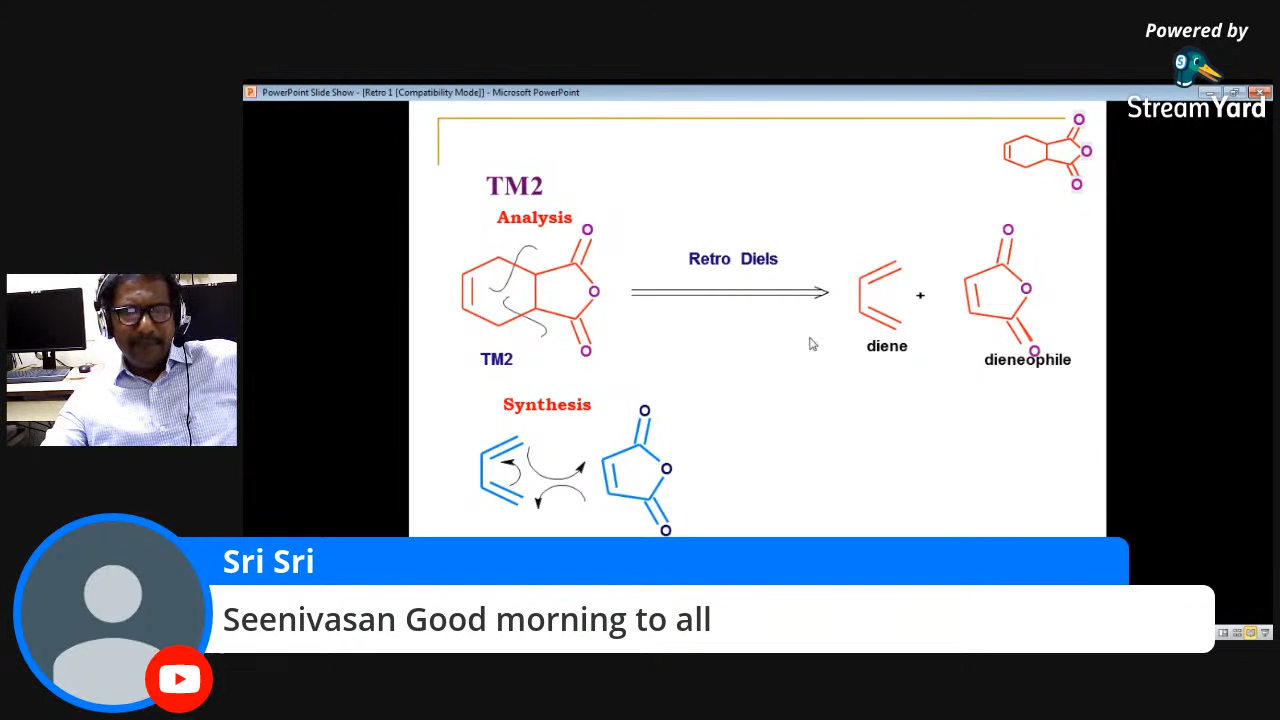 Powered by
StreamYard
PowerPoint Slide Show - [Retro 1 [Compatibility Mode]] - Microsoft PowerPoint
O
O
O
TM2
Analysis
O
O
O
TM2
Retro Diels
+
diene
O
O
O
dieneophile
Synthesis
O
O
O
Sri Sri
Seenivasan Good morning to all